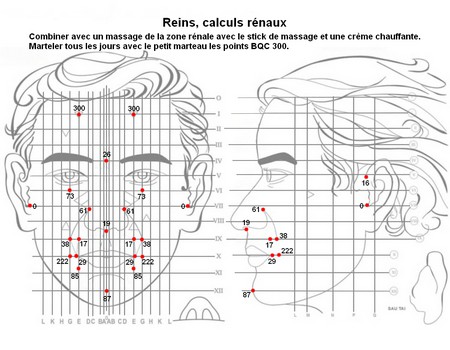 Reins, calculs rénaux
Combiner avec un massage de la zone rénale avec le stick de massage et une crème chauffante.
Marteler tous les jours avec le petit marteau les points BQC 300.
O
300 300 I
II
III
26 IV
V
16
73 73 VI
0 0 VII 0
61 61 61
VIII
19 19
38 17 17 38 IX 17 38
222 29 29 222 X 29 222
85 85 XI
87 XII 87
L K H G E D C B A A B C D E G H K L